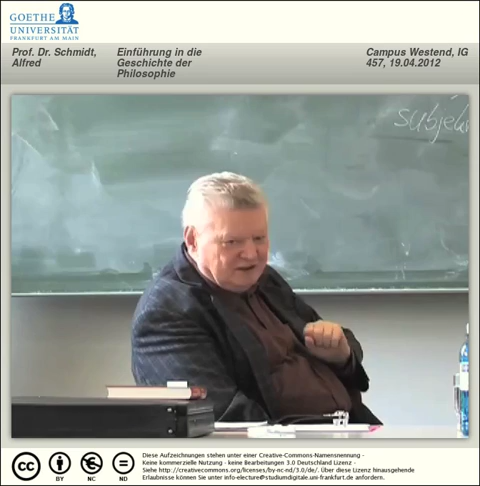 GOETHE
UNIVERSITÄT
FRANKFURT AM MAIN
Prof. Dr. Schmidt,
Alfred
Einführung in die
Geschichte der
Philosophie
Campus Westend, IG
457, 19.04.2012
subjek
cc
BY
NC
ND
Diese Aufzeichnungen stehen unter einer Creative-Commons-Namensnennung -
Keine kommerzielle Nutzung - keine Bearbeitungen 3.0 Deutschland Lizenz -
Siehe http://creativecommons.org/licenses/by-nc-nd/3.0/de/. Über diese Lizenz hinausgehende
Erlaubnisse können Sie unter info-electure@studiumdigitale.uni-frankfurt.de anfordern.